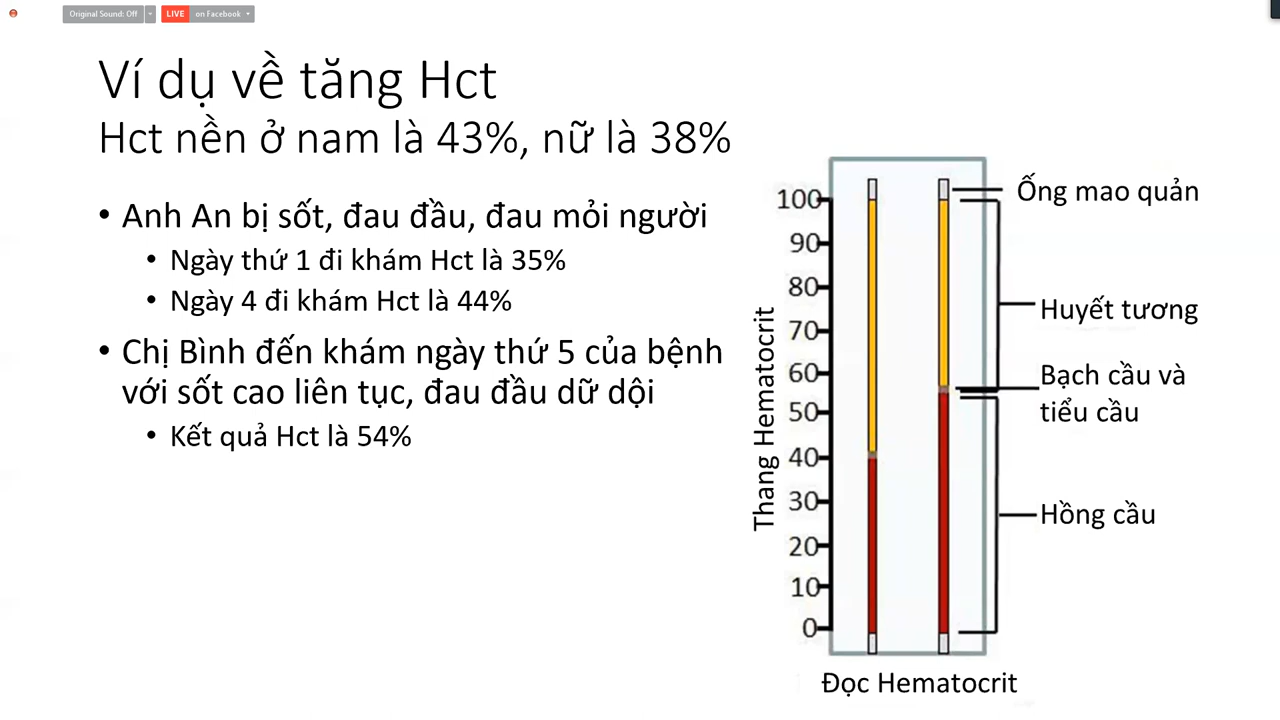 Original Sound: Off
LIVE on Facebook
Ví dụ về tăng Hct
Hct nền ở nam là 43%, nữ là 38%
• Anh An bị sốt, đau đầu, đau mỏi người
• Ngày thứ 1 đi khám Hct là 35%
• Ngày 4 đi khám Hct là 44%
• Chị Bình đến khám ngày thứ 5 của bệnh
với sốt cao liên tục, đau đầu dữ dội
• Kết quả Hct là 54%
Thang Hematocrit
100
90
80
70
60
50
40
30
20
10
0
Ống mao quản
Huyết tương
Bạch cầu và
tiểu cầu
Hồng cầu
Đọc Hematocrit